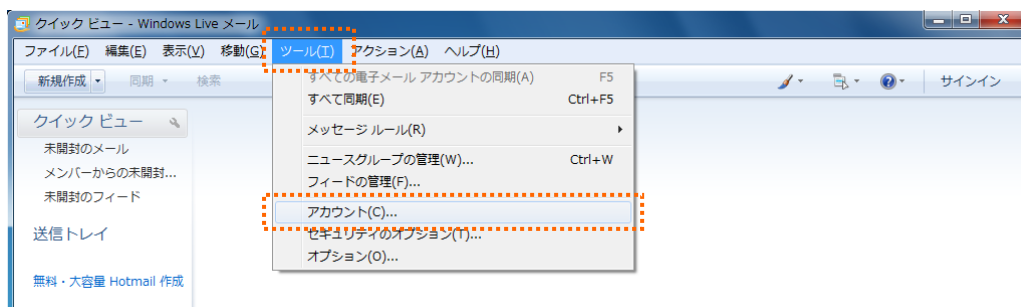 クイック ビュー - Windows Live メール
ファイル(F) 編集(E) 表示(V) 移動(G) ツール(T) アクション(A) ヘルプ(H)
新規作成 同期 検索 サインイン
すべての電子メール アカウントの同期(A) F5
すべて同期(E) Ctrl+F5
メッセージ ルール(R)
ニュースグループの管理(W)... Ctrl+W
フィードの管理(F)...
アカウント(C)...
セキュリティのオプション(T)...
オプション(O)...
クイック ビュー
未開封のメール
メンバーからの未開封...
未開封のフィード
送信トレイ
無料・大容量 Hotmail 作成